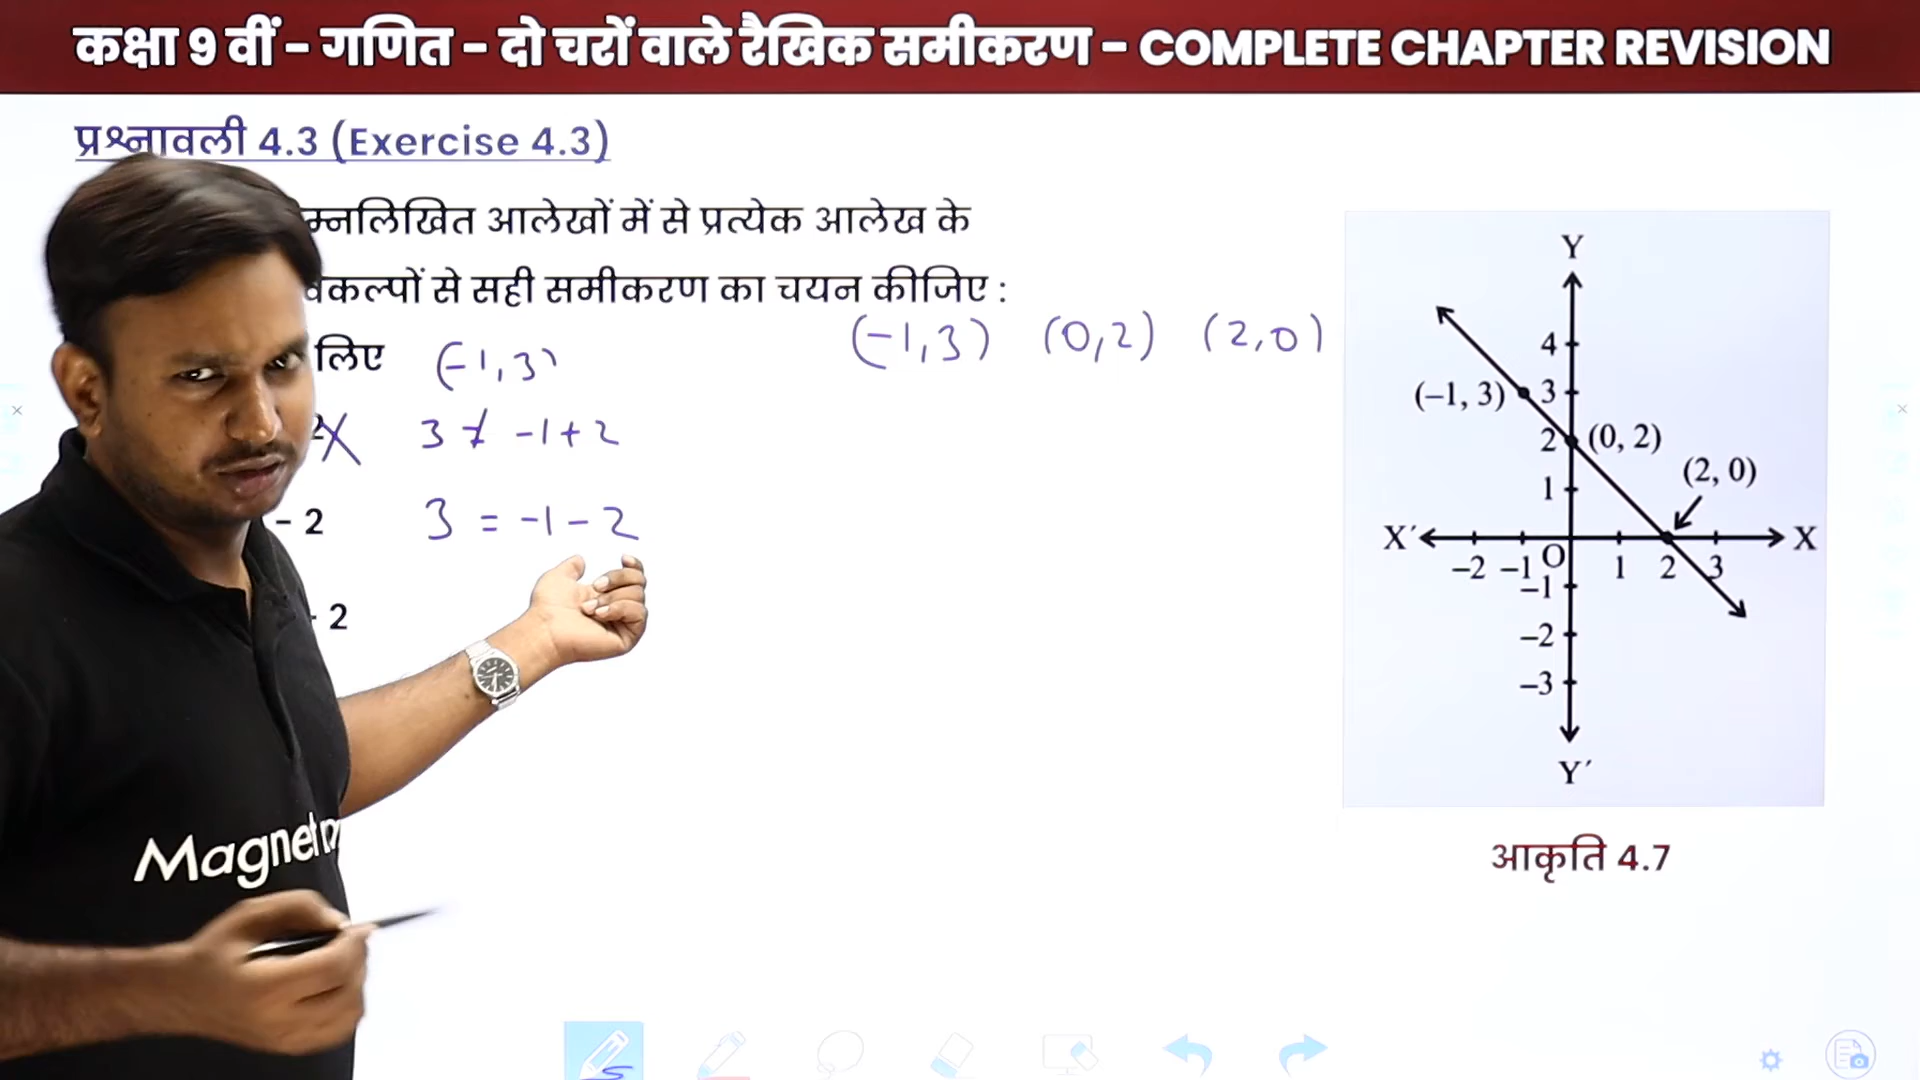 कक्षा 9 वीं – गणित – दो चरों वाले रैखिक समीकरण – COMPLETE CHAPTER REVISION
प्रश्नावली 4.3 (Exercise 4.3)
आलेखों में से प्रत्येक आलेख के
से सही समीकरण का चयन कीजिए :
लिए (-1,3) (-1,3) (0,2) (2,0)
3 ≠ -1+2
– 2 3 = -1-2
2
Y
4
(–1, 3) 3
2 (0, 2)
(2, 0)
1
X′ O X
–2 –1 1 2 3
–1
–2
–3
Y′
आकृति 4.7